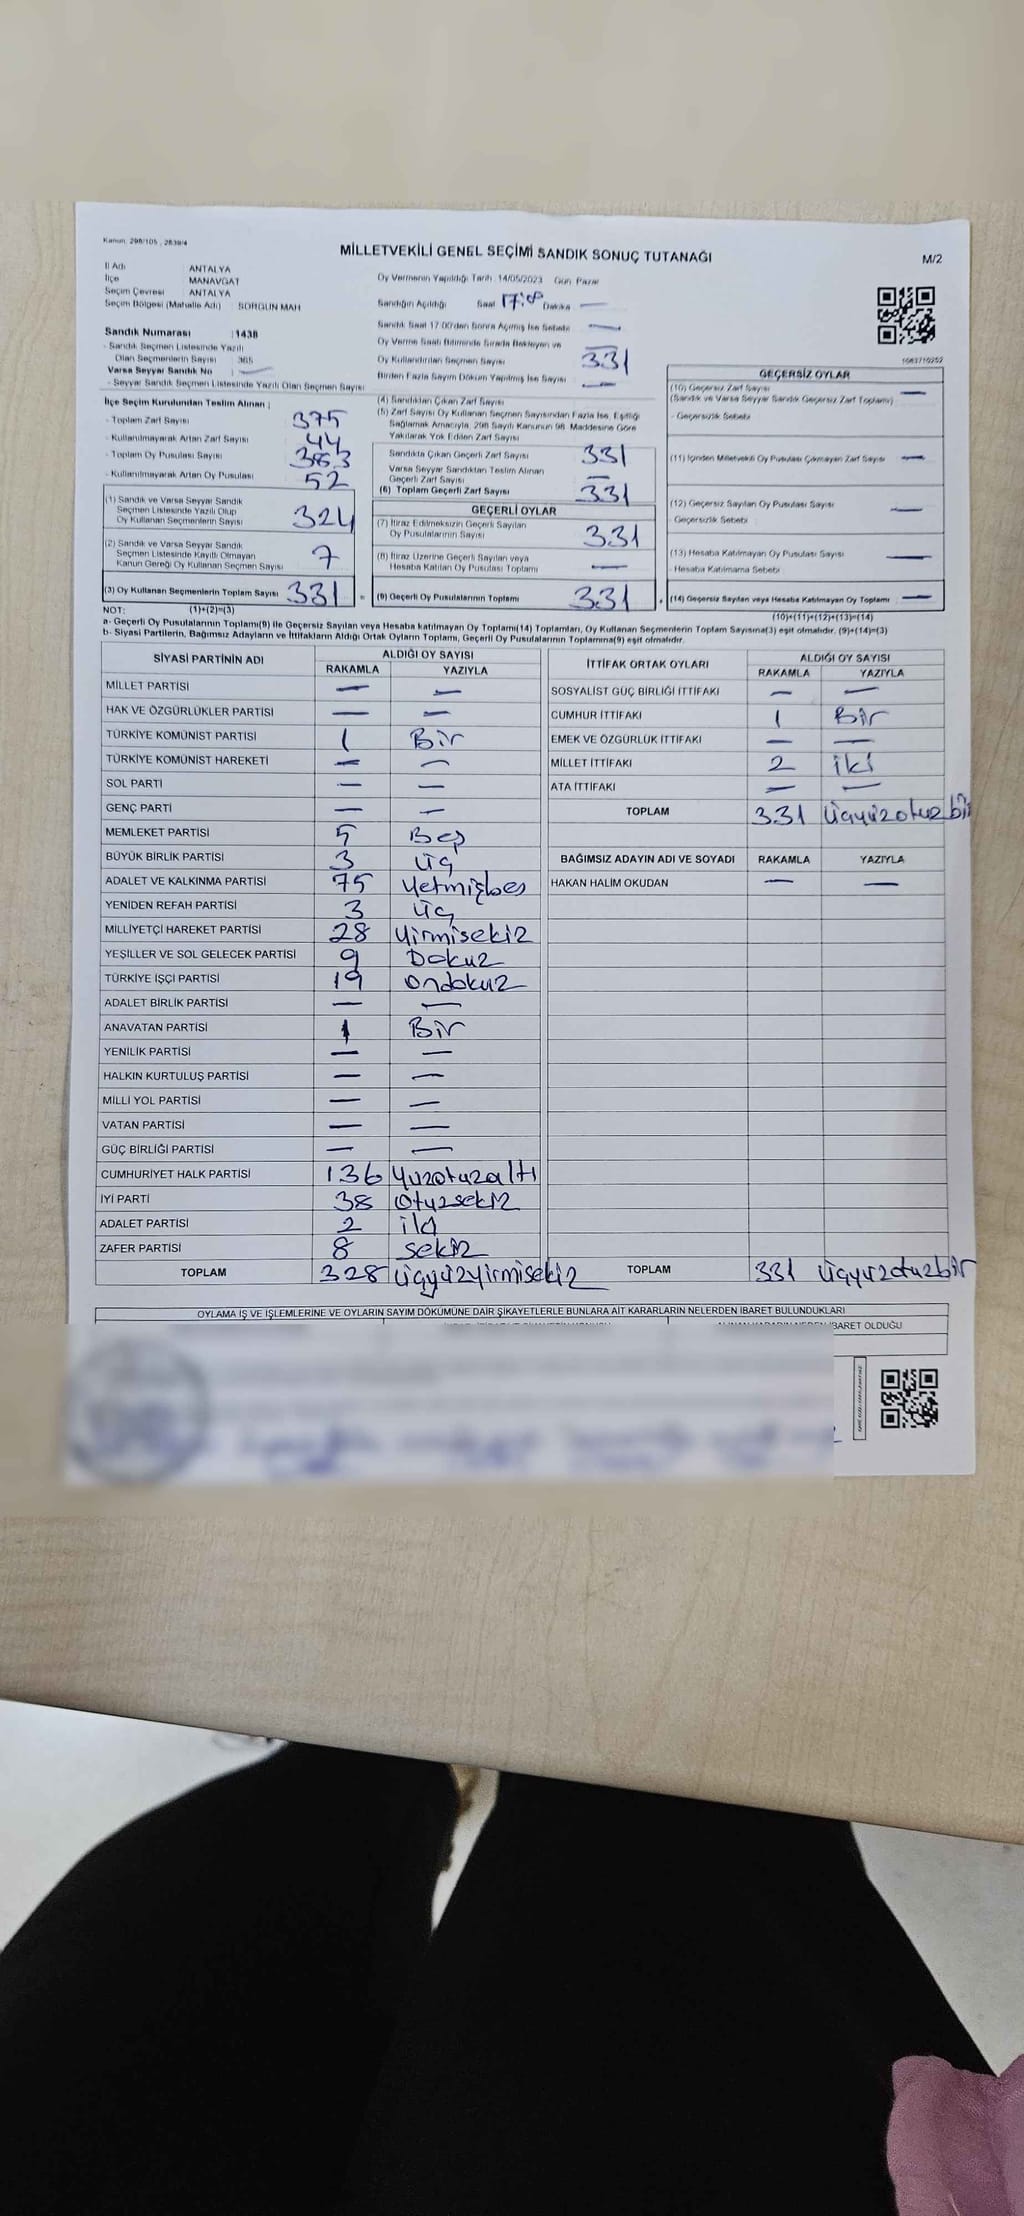 Kanun: 298/105 , 2839/4
MİLLETVEKİLİ GENEL SEÇİMİ SANDIK SONUÇ TUTANAĞI
M/2
İl Adı : ANTALYA
İlçe : MANAVGAT
Seçim Çevresi : ANTALYA
Seçim Bölgesi (Mahalle Adı) : SORGUN MAH
Sandık Numarası : 1438
- Sandık Seçmen Listesinde Yazılı
Olan Seçmenlerin Sayısı : 365
Varsa Seyyar Sandık No : —
- Seyyar Sandık Seçmen Listesinde Yazılı Olan Seçmen Sayısı
Oy Vermenin Yapıldığı Tarih : 14/05/2023 Gün : Pazar
Sandığın Açıldığı Saat 17:08 Dakika —
Sandık Saat 17:00'den Sonra Açılmış İse Sebebi —
Oy Verme Saati Bitiminde Sırada Bekleyen ve —
Oy Kullandırılan Seçmen Sayısı 331
Birden Fazla Sayım Döküm Yapılmış İse Sayısı —
1063710252
İlçe Seçim Kurulundan Teslim Alınan ;
- Toplam Zarf Sayısı 375
- Kullanılmayarak Artan Zarf Sayısı 44
- Toplam Oy Pusulası Sayısı
- Kullanılmayarak Artan Oy Pusulası 52
(1) Sandık ve Varsa Seyyar Sandık
Seçmen Listesinde Yazılı Olup
Oy Kullanan Seçmenlerin Sayısı 324
(2) Sandık ve Varsa Seyyar Sandık
Seçmen Listesinde Kayıtlı Olmayan
Kanun Gereği Oy Kullanan Seçmen Sayısı 7
(3) Oy Kullanan Seçmenlerin Toplam Sayısı 331 =
(4) Sandıktan Çıkan Zarf Sayısı
(5) Zarf Sayısı Oy Kullanan Seçmen Sayısından Fazla İse, Eşitliği
Sağlamak Amacıyla, 298 Sayılı Kanunun 98. Maddesine Göre
Yakılarak Yok Edilen Zarf Sayısı
Sandıkta Çıkan Geçerli Zarf Sayısı 331
Varsa Seyyar Sandıktan Teslim Alınan
Geçerli Zarf Sayısı —
(6) Toplam Geçerli Zarf Sayısı 331
GEÇERLİ OYLAR
(7) İtiraz Edilmeksizin Geçerli Sayılan
Oy Pusulalarının Sayısı 331
(8) İtiraz Üzerine Geçerli Sayılan veya
Hesaba Katılan Oy Pusulası Toplamı —
(9) Geçerli Oy Pusulalarının Toplamı 331 +
GEÇERSİZ OYLAR
(10) Geçersiz Zarf Sayısı —
(Sandık ve Varsa Seyyar Sandık Geçersiz Zarf Toplamı)
- Geçersizlik Sebebi :
(11) İçinden Milletvekili Oy Pusulası Çıkmayan Zarf Sayısı —
(12) Geçersiz Sayılan Oy Pusulası Sayısı —
- Geçersizlik Sebebi :
(13) Hesaba Katılmayan Oy Pusulası Sayısı —
- Hesaba Katılmama Sebebi :
(14) Geçersiz Sayılan veya Hesaba Katılmayan Oy Toplamı —
NOT: (1)+(2)=(3) (10)+(11)+(12)+(13)=(14)
a- Geçerli Oy Pusulalarının Toplamı(9) ile Geçersiz Sayılan veya Hesaba katılmayan Oy Toplamı(14) Toplamları, Oy Kullanan Seçmenlerin Toplam Sayısına(3) eşit olmalıdır. (9)+(14)=(3)
b- Siyasi Partilerin, Bağımsız Adayların ve İttifakların Aldığı Ortak Oyların Toplamı, Geçerli Oy Pusulalarının Toplamına(9) eşit olmalıdır.
SİYASİ PARTİNİN ADI ALDIĞI OY SAYISI
RAKAMLA YAZIYLA
MİLLET PARTİSİ — —
HAK VE ÖZGÜRLÜKLER PARTİSİ — —
TÜRKİYE KOMÜNİST PARTİSİ 1 Bir
TÜRKİYE KOMÜNİST HAREKETİ — —
SOL PARTİ — —
GENÇ PARTİ — —
MEMLEKET PARTİSİ 5 Beş
BÜYÜK BİRLİK PARTİSİ 3 üç
ADALET VE KALKINMA PARTİSİ 75 Yetmişbeş
YENİDEN REFAH PARTİSİ 3 üç
MİLLİYETÇİ HAREKET PARTİSİ 28 Yirmisekiz
YEŞİLLER VE SOL GELECEK PARTİSİ 9 Dokuz
TÜRKİYE İŞÇİ PARTİSİ 19 ondokuz
ADALET BİRLİK PARTİSİ — —
ANAVATAN PARTİSİ 1 Bir
YENİLİK PARTİSİ — —
HALKIN KURTULUŞ PARTİSİ — —
MİLLİ YOL PARTİSİ — —
VATAN PARTİSİ — —
GÜÇ BİRLİĞİ PARTİSİ — —
CUMHURİYET HALK PARTİSİ 136 Yüzotuzaltı
İYİ PARTİ 38 Otuzsekiz
ADALET PARTİSİ 2 iki
ZAFER PARTİSİ 8 sekiz
TOPLAM 328 üçyüzyirmisekiz
İTTİFAK ORTAK OYLARI ALDIĞI OY SAYISI
RAKAMLA YAZIYLA
SOSYALİST GÜÇ BİRLİĞİ İTTİFAKI — —
CUMHUR İTTİFAKI 1 Bir
EMEK VE ÖZGÜRLÜK İTTİFAKI — —
MİLLET İTTİFAKI 2 iki
ATA İTTİFAKI — —
TOPLAM 331 üçyüzotuzbir
BAĞIMSIZ ADAYIN ADI VE SOYADI RAKAMLA YAZIYLA
HAKAN HALİM OKUDAN — —
TOPLAM 331 üçyüzotuzbir
OYLAMA İŞ VE İŞLEMLERİNE VE OYLARIN SAYIM DÖKÜMÜNE DAİR ŞİKAYETLERLE BUNLARA AİT KARARLARIN NELERDEN İBARET BULUNDUKLARI
İBARET OLDUĞU